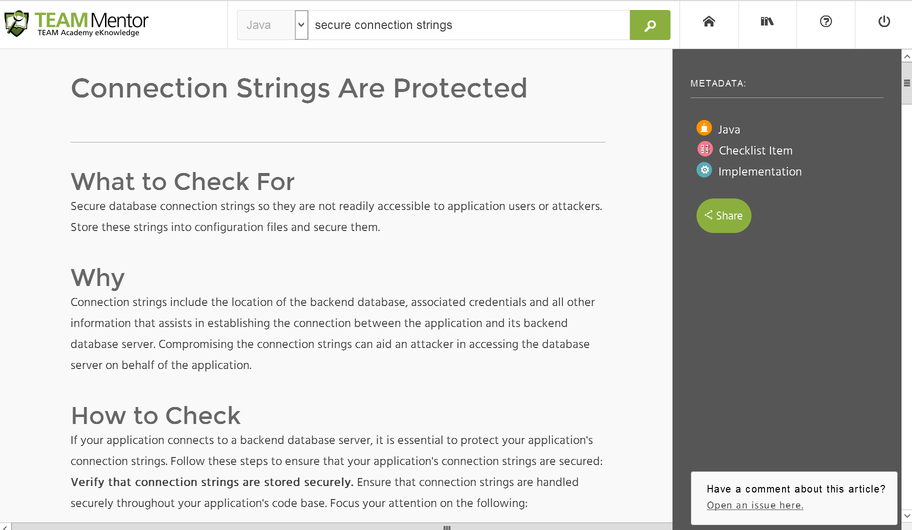 TEAM Mentor
TEAM Academy eKnowledge
Java
secure connection strings
Connection Strings Are Protected
What to Check For
Secure database connection strings so they are not readily accessible to application users or attackers.
Store these strings into configuration files and secure them.
Why
Connection strings include the location of the backend database, associated credentials and all other
information that assists in establishing the connection between the application and its backend
database server. Compromising the connection strings can aid an attacker in accessing the database
server on behalf of the application.
How to Check
If your application connects to a backend database server, it is essential to protect your application's
connection strings. Follow these steps to ensure that your application's connection strings are secured:
Verify that connection strings are stored securely. Ensure that connection strings are handled
securely throughout your application's code base. Focus your attention on the following:
METADATA:
Java
Checklist Item
Implementation
Share
Have a comment about this article?
Open an issue here.